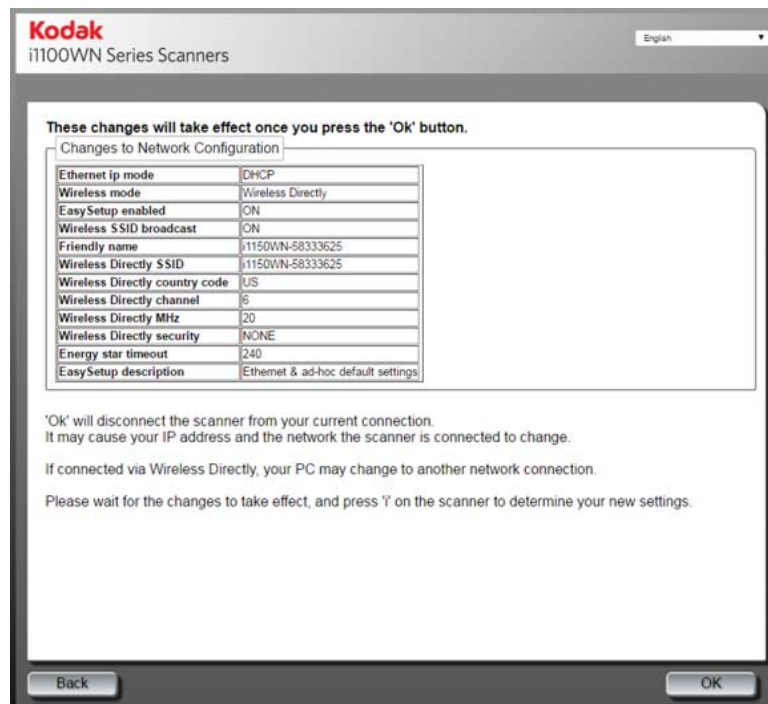 Kodak
i1100WN Series Scanners
English
These changes will take effect once you press the 'Ok' button.
Changes to Network Configuration
Ethernet ip mode DHCP
Wireless mode Wireless Directly
EasySetup enabled ON
Wireless SSID broadcast ON
Friendly name i1150WN-58333625
Wireless Directly SSID i1150WN-58333625
Wireless Directly country code US
Wireless Directly channel 6
Wireless Directly MHz 20
Wireless Directly security NONE
Energy star timeout 240
EasySetup description Ethernet & ad-hoc default settings
'Ok' will disconnect the scanner from your current connection.
It may cause your IP address and the network the scanner is connected to change.
If connected via Wireless Directly, your PC may change to another network connection.
Please wait for the changes to take effect, and press 'i' on the scanner to determine your new settings.
Back
OK